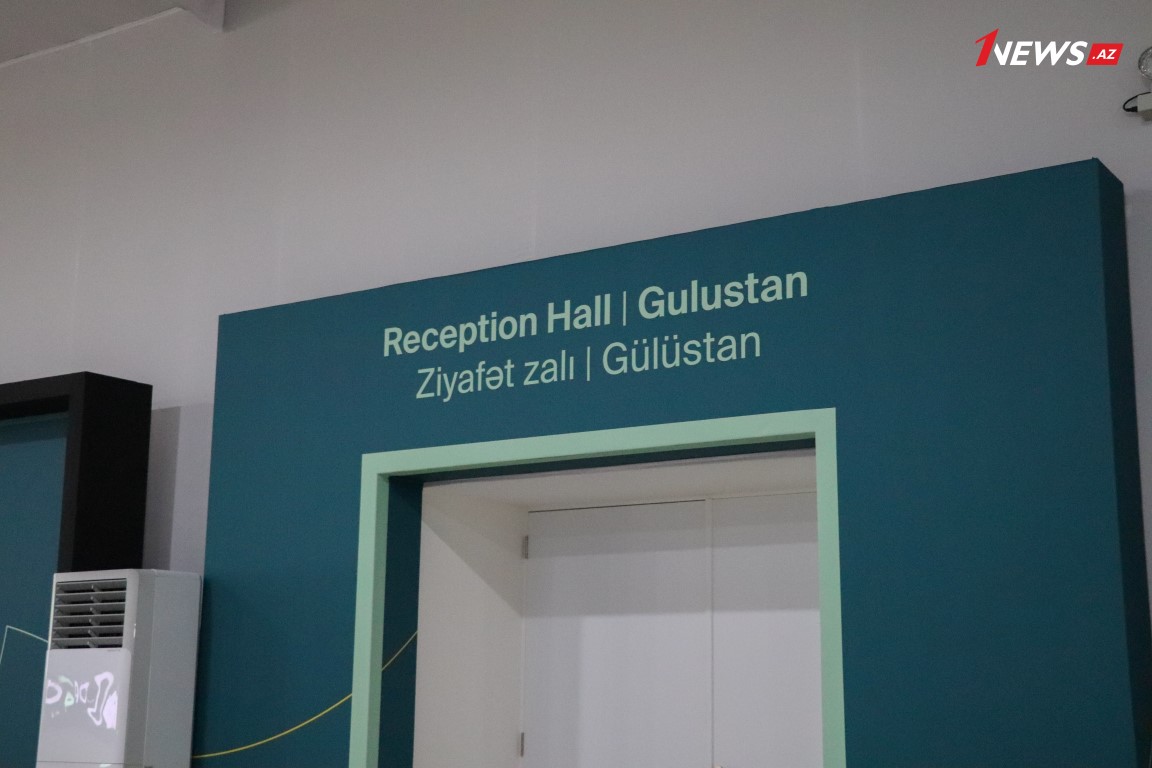 1NEWS.AZ
Reception Hall | Gulustan
Ziyafət zalı | Gülüstan